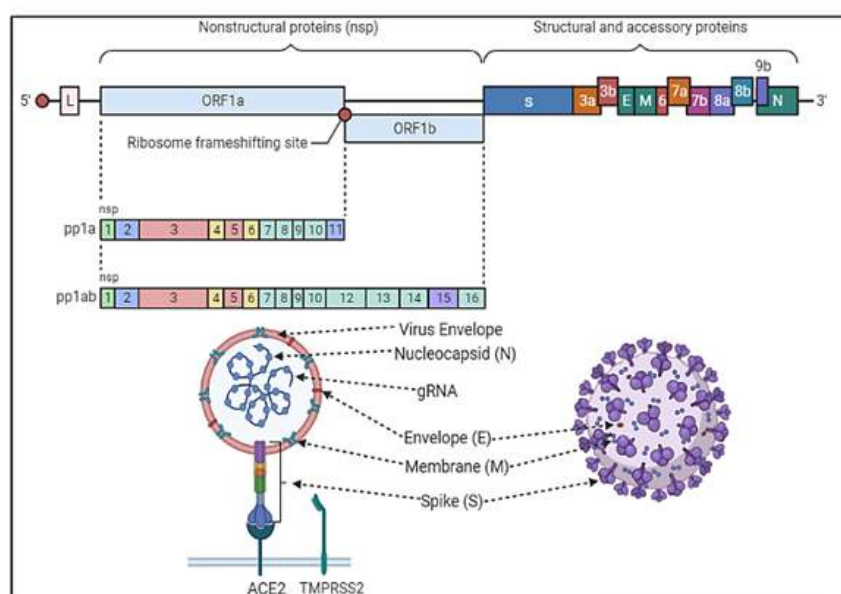 Nonstructural proteins (nsp)
Structural and accessory proteins
9b
5' L ORF1a S 3a 3b E M 6 7a 7b 8a 8b N 3'
Ribosome frameshifting site
ORF1b
nsp
pp1a 1 2 3 4 5 6 7 8 9 10 11
nsp
pp1ab 1 2 3 4 5 6 7 8 9 10 12 13 14 15 16
Virus Envelope
Nucleocapsid (N)
gRNA
Envelope (E)
Membrane (M)
Spike (S)
ACE2 TMPRSS2